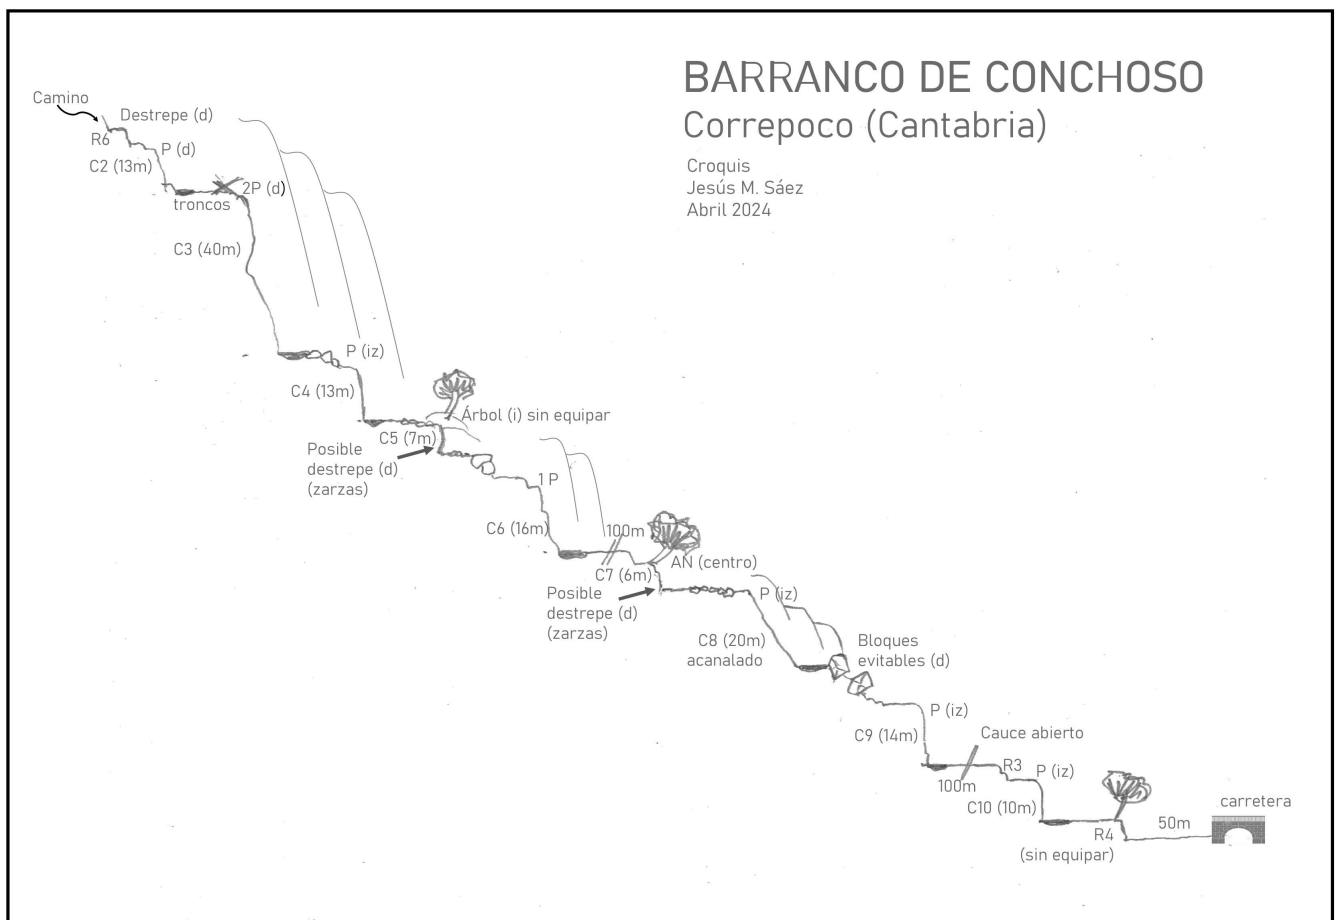 BARRANCO DE CONCHOSO
Correpoco (Cantabria)
Croquis
Jesús M. Sáez
Abril 2024
Camino
Destrepe (d)
R6
P (d)
C2 (13m)
2P (d)
troncos
C3 (40m)
P (iz)
C4 (13m)
Árbol (i) sin equipar
C5 (7m)
Posible
destrepe (d)
(zarzas)
1 P
C6 (16m)
100m
AN (centro)
C7 (6m)
Posible
destrepe (d)
(zarzas)
P (iz)
C8 (20m)
acanalado
Bloques
evitables (d)
P (iz)
C9 (14m)
Cauce abierto
100m
R3
P (iz)
C10 (10m)
R4
(sin equipar)
50m
carretera